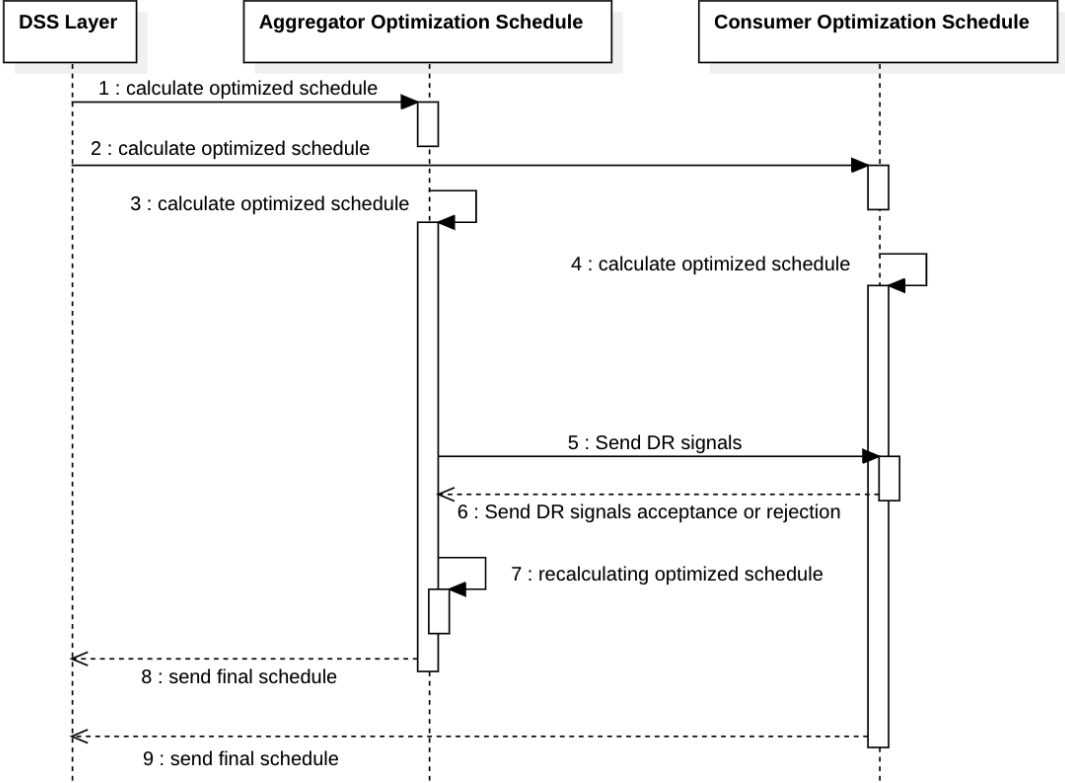 DSS Layer
Aggregator Optimization Schedule
Consumer Optimization Schedule
1 : calculate optimized schedule
2 : calculate optimized schedule
3 : calculate optimized schedule
4 : calculate optimized schedule
5 : Send DR signals
6 : Send DR signals acceptance or rejection
7 : recalculating optimized schedule
8 : send final schedule
9 : send final schedule